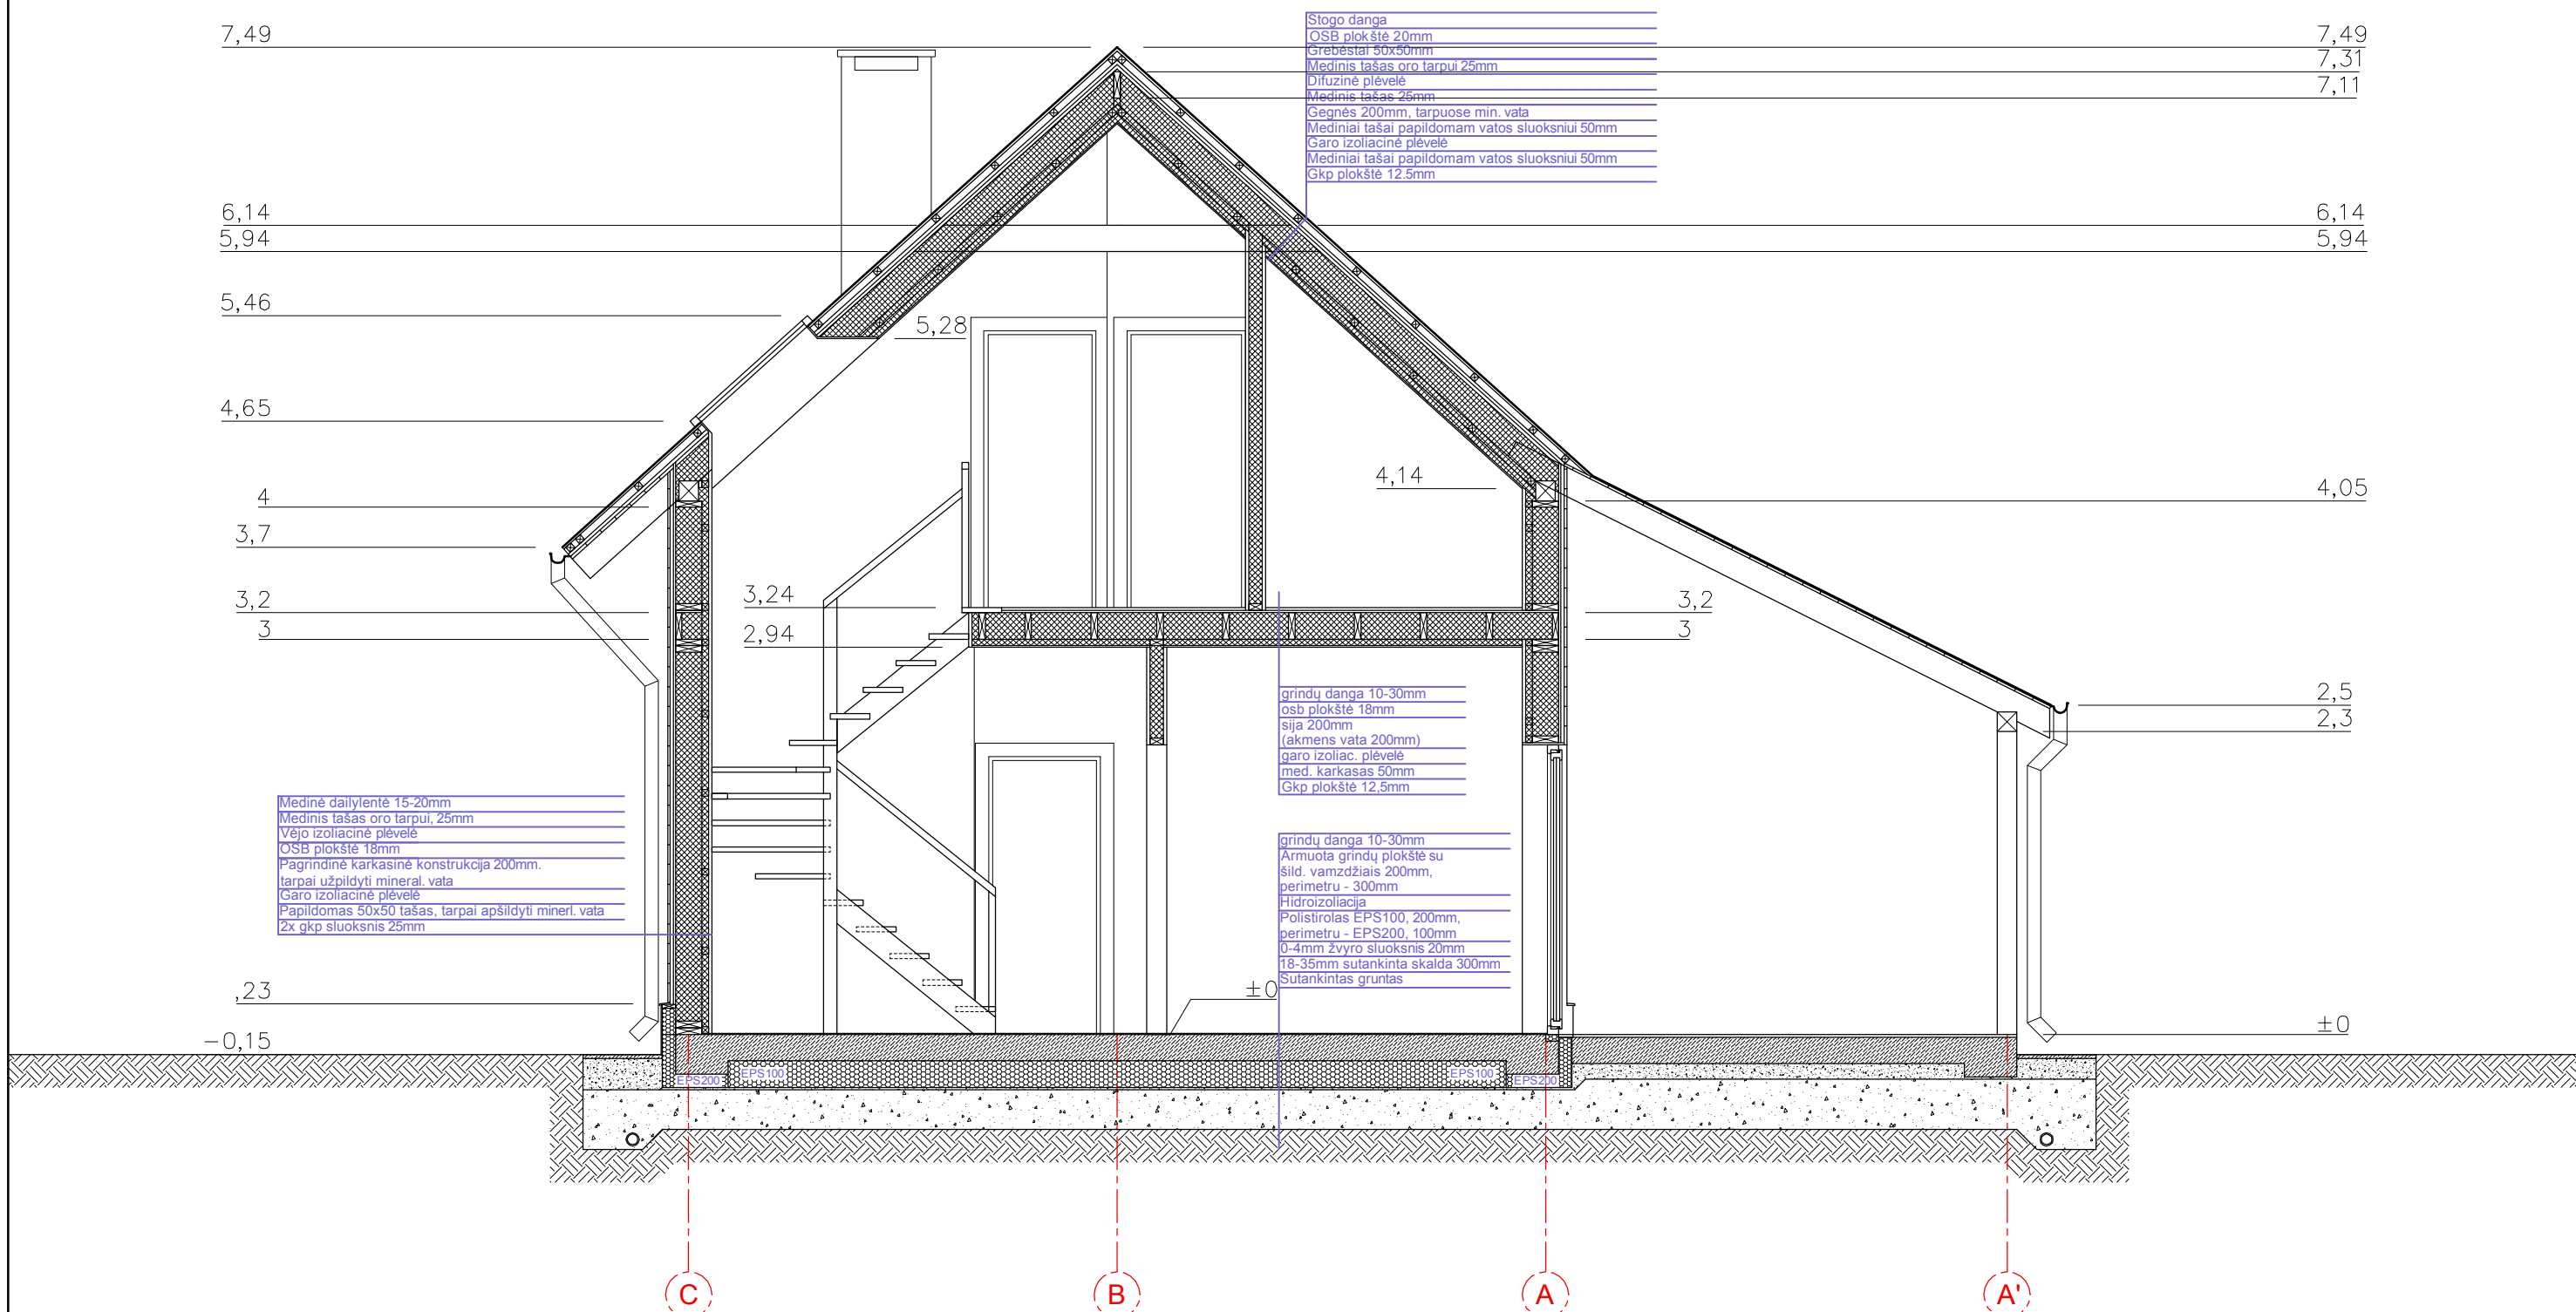 7,49
6,14
5,94
5,46
4,65
4
3,7
3,2
3
,23
−0,15
Stogo danga
OSB plokštė 20mm
Grebėstai 50x50mm
Medinis tašas oro tarpui 25mm
Difuzinė plėvelė
Medinis tašas 25mm
Gegnės 200mm, tarpuose min. vata
Mediniai tašai papildomam vatos sluoksniui 50mm
Garo izoliacinė plėvelė
Mediniai tašai papildomam vatos sluoksniui 50mm
Gkp plokštė 12.5mm
7,49
7,31
7,11
6,14
5,94
4,05
3,2
3
2,5
2,3
±0
5,28
4,14
3,24
2,94
±0
grindų danga 10-30mm
osb plokštė 18mm
sija 200mm
(akmens vata 200mm)
garo izoliac. plėvelė
med. karkasas 50mm
Gkp plokštė 12,5mm
Medinė dailylentė 15-20mm
Medinis tašas oro tarpui, 25mm
Vėjo izoliacinė plėvelė
OSB plokštė 18mm
Pagrindinė karkasinė konstrukcija 200mm.
tarpai užpildyti mineral. vata
Garo izoliacinė plėvelė
Papildomas 50x50 tašas, tarpai apšildyti minerl. vata
2x gkp sluoksnis 25mm
grindų danga 10-30mm
Armuota grindų plokštė su
šild. vamzdžiais 200mm,
perimetru - 300mm
Hidroizoliacija
Polistirolas EPS100, 200mm,
perimetru - EPS200, 100mm
0-4mm žvyro sluoksnis 20mm
18-35mm sutankinta skalda 300mm
Sutankintas gruntas
EPS200
EPS100
EPS100
EPS200
C
B
A
A'